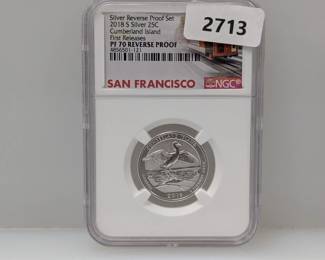 Silver Reverse Proof Set
2018 S Silver 25C
Cumberland Island
First Releases
PF 70 REVERSE PROOF
2713
SAN FRANCISCO
NGC
2018